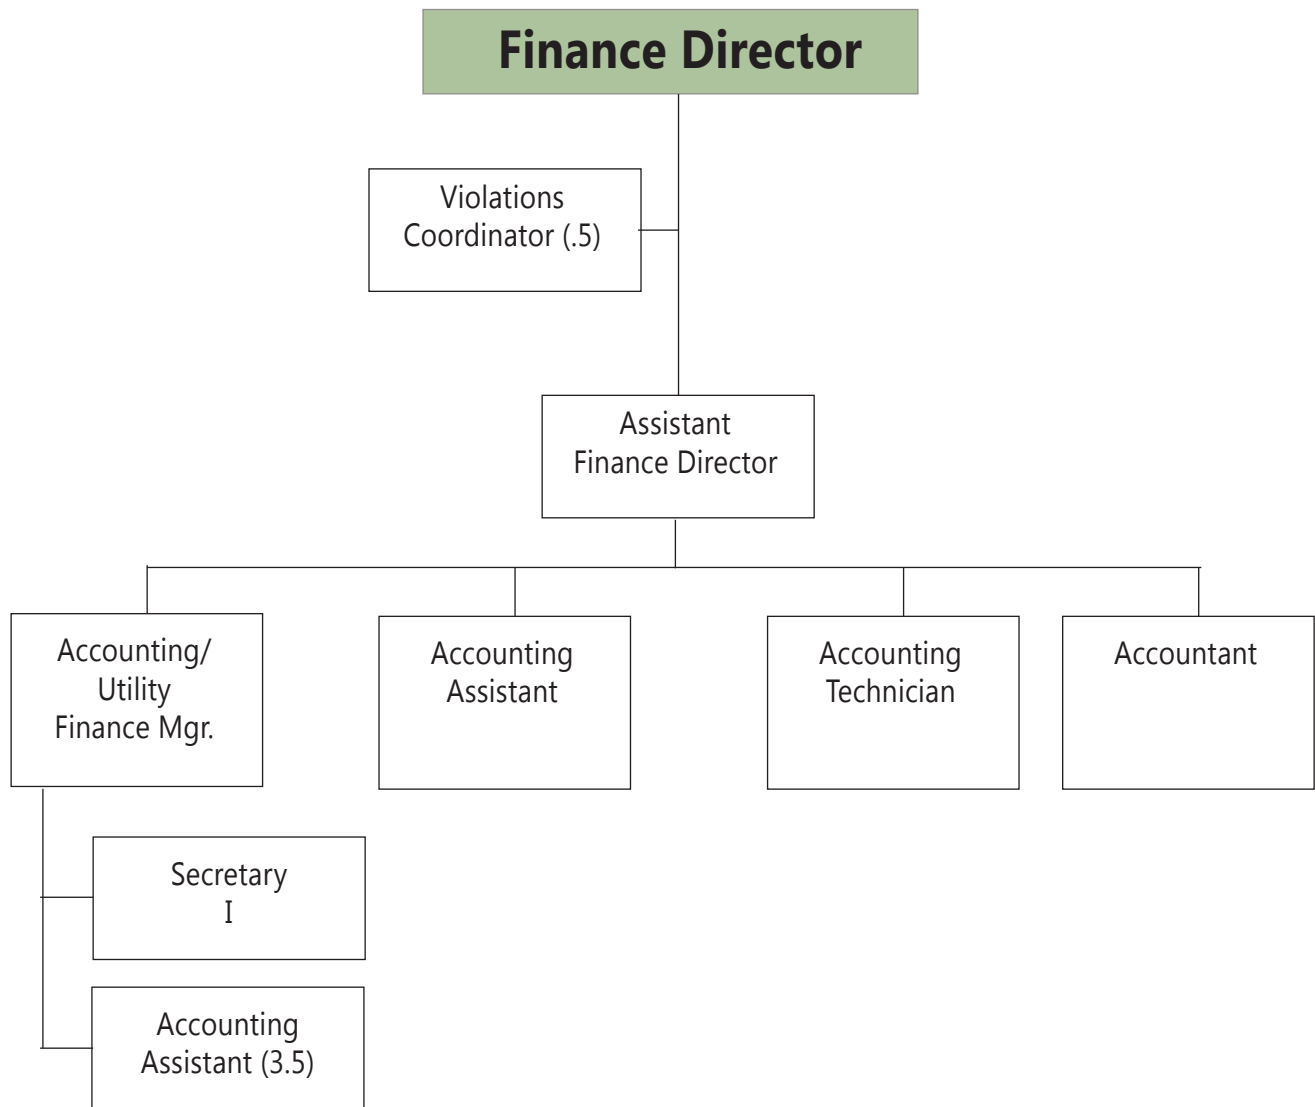 Finance Director
Violations
Coordinator (.5)
Assistant
Finance Director
Accounting/
Utility
Finance Mgr.
Accounting
Assistant
Accounting
Technician
Accountant
Secretary
I
Accounting
Assistant (3.5)